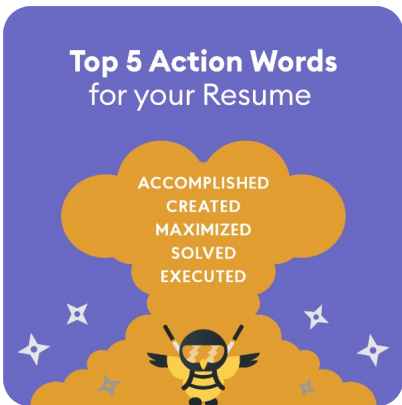 Top 5 Action Words
for your Resume
ACCOMPLISHED
CREATED
MAXIMIZED
SOLVED
EXECUTED